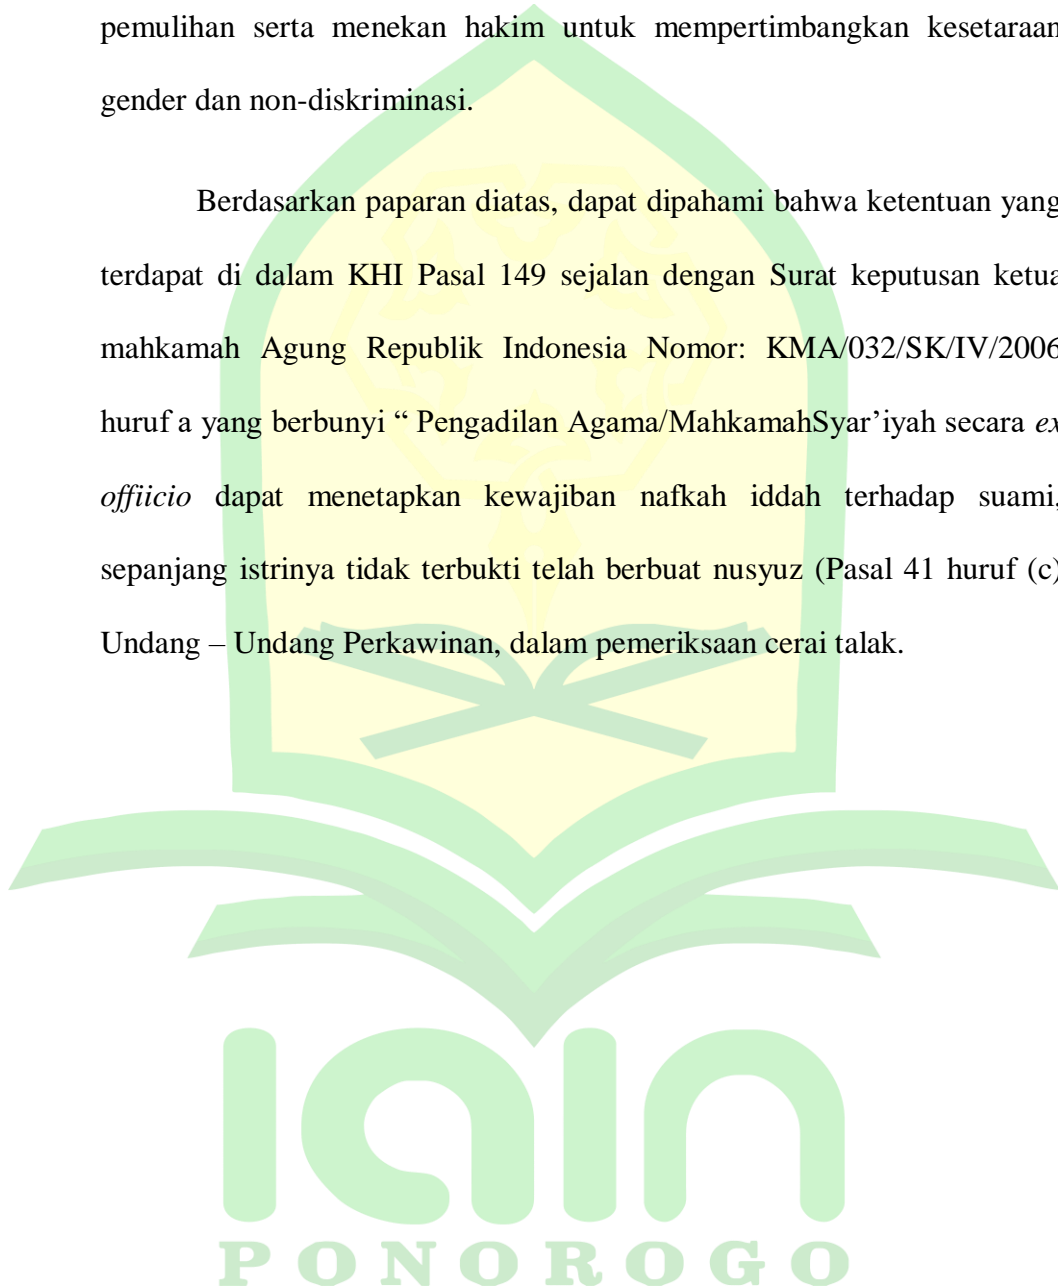 pemulihan serta menekan hakim untuk mempertimbangkan kesetaraan
gender dan non-diskriminasi.
Berdasarkan paparan diatas, dapat dipahami bahwa ketentuan yang
terdapat di dalam KHI Pasal 149 sejalan dengan Surat keputusan ketua
mahkamah Agung Republik Indonesia Nomor: KMA/032/SK/IV/2006
huruf a yang berbunyi “ Pengadilan Agama/MahkamahSyar’iyah secara ex
offiicio dapat menetapkan kewajiban nafkah iddah terhadap suami,
sepanjang istrinya tidak terbukti telah berbuat nusyuz (Pasal 41 huruf (c)
Undang – Undang Perkawinan, dalam pemeriksaan cerai talak.
iain
PONOROGO